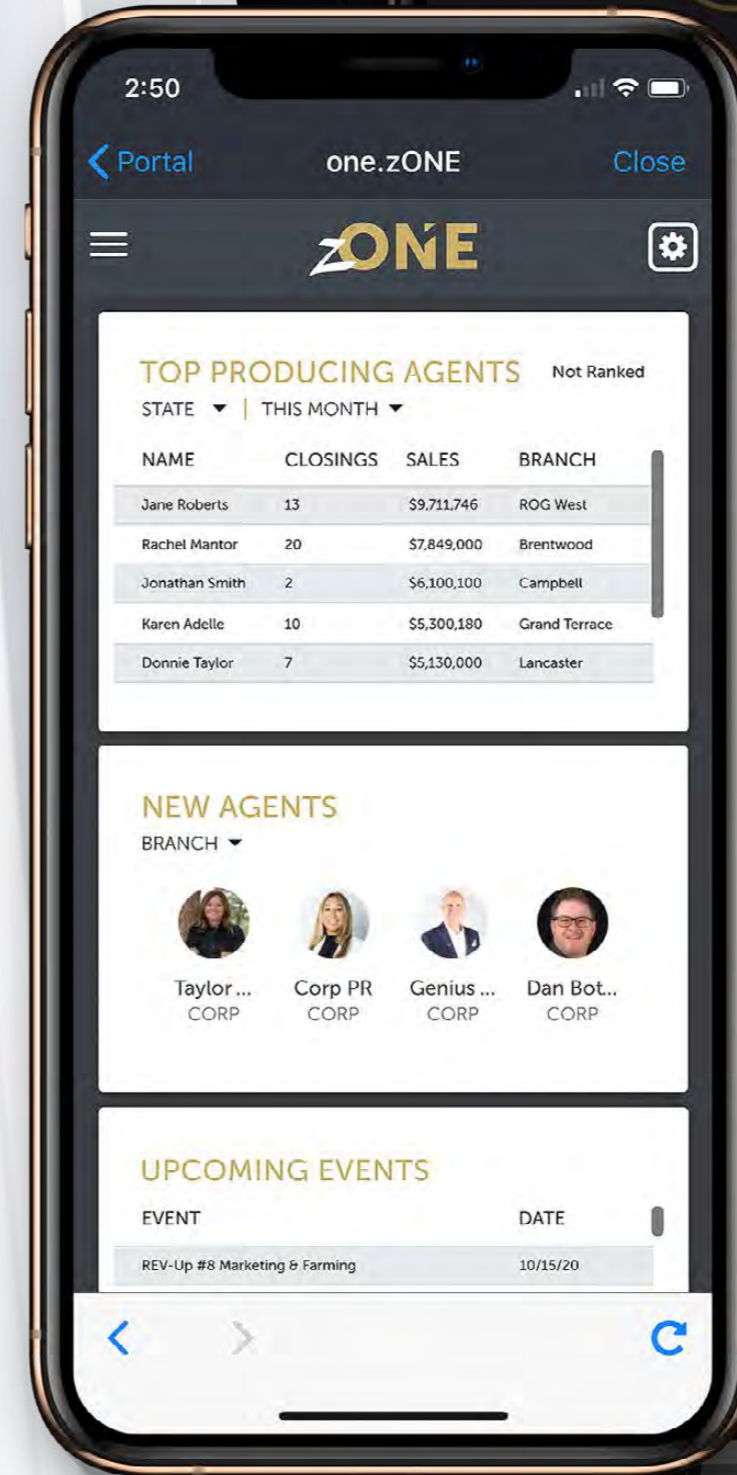 2:50
Portal one.zONE Close
zONE
TOP PRODUCING AGENTS Not Ranked
STATE | THIS MONTH
NAME CLOSINGS SALES BRANCH
Jane Roberts 13 $9,711,746 ROG West
Rachel Mantor 20 $7,849,000 Brentwood
Jonathan Smith 2 $6,100,100 Campbell
Karen Adelle 10 $5,300,180 Grand Terrace
Donnie Taylor 7 $5,130,000 Lancaster
NEW AGENTS
BRANCH
Taylor ... Corp PR Genius ... Dan Bot...
CORP CORP CORP CORP
UPCOMING EVENTS
EVENT DATE
REV-Up #8 Marketing & Farming 10/15/20